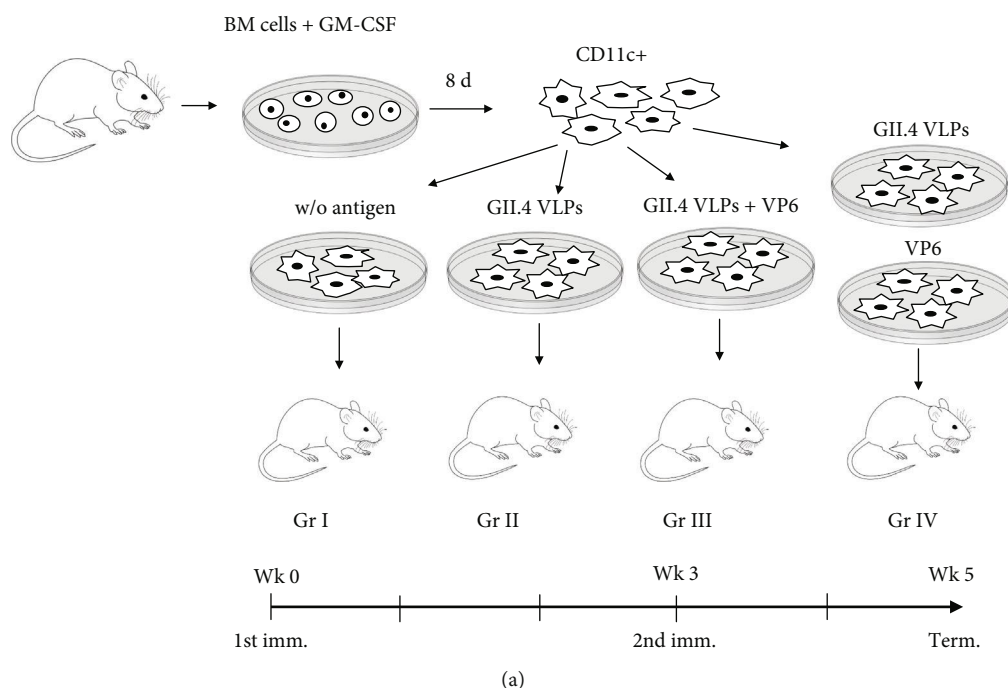 BM cells + GM-CSF
8 d
CD11c+
w/o antigen
GII.4 VLPs
GII.4 VLPs + VP6
GII.4 VLPs
VP6
Gr I
Gr II
Gr III
Gr IV
Wk 0
Wk 3
Wk 5
1st imm.
2nd imm.
Term.
(a)